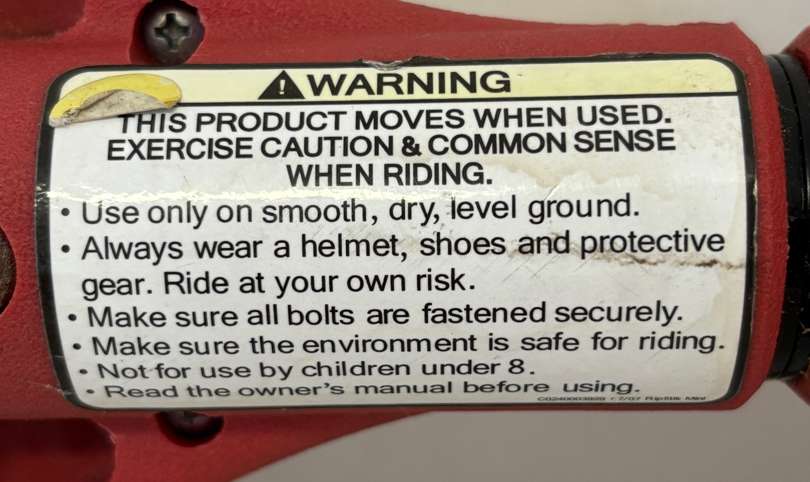 WARNING
THIS PRODUCT MOVES WHEN USED.
EXERCISE CAUTION & COMMON SENSE
WHEN RIDING.
• Use only on smooth, dry, level ground.
• Always wear a helmet, shoes and protective
gear. Ride at your own risk.
• Make sure all bolts are fastened securely.
• Make sure the environment is safe for riding.
• Not for use by children under 8.
• Read the owner's manual before using.